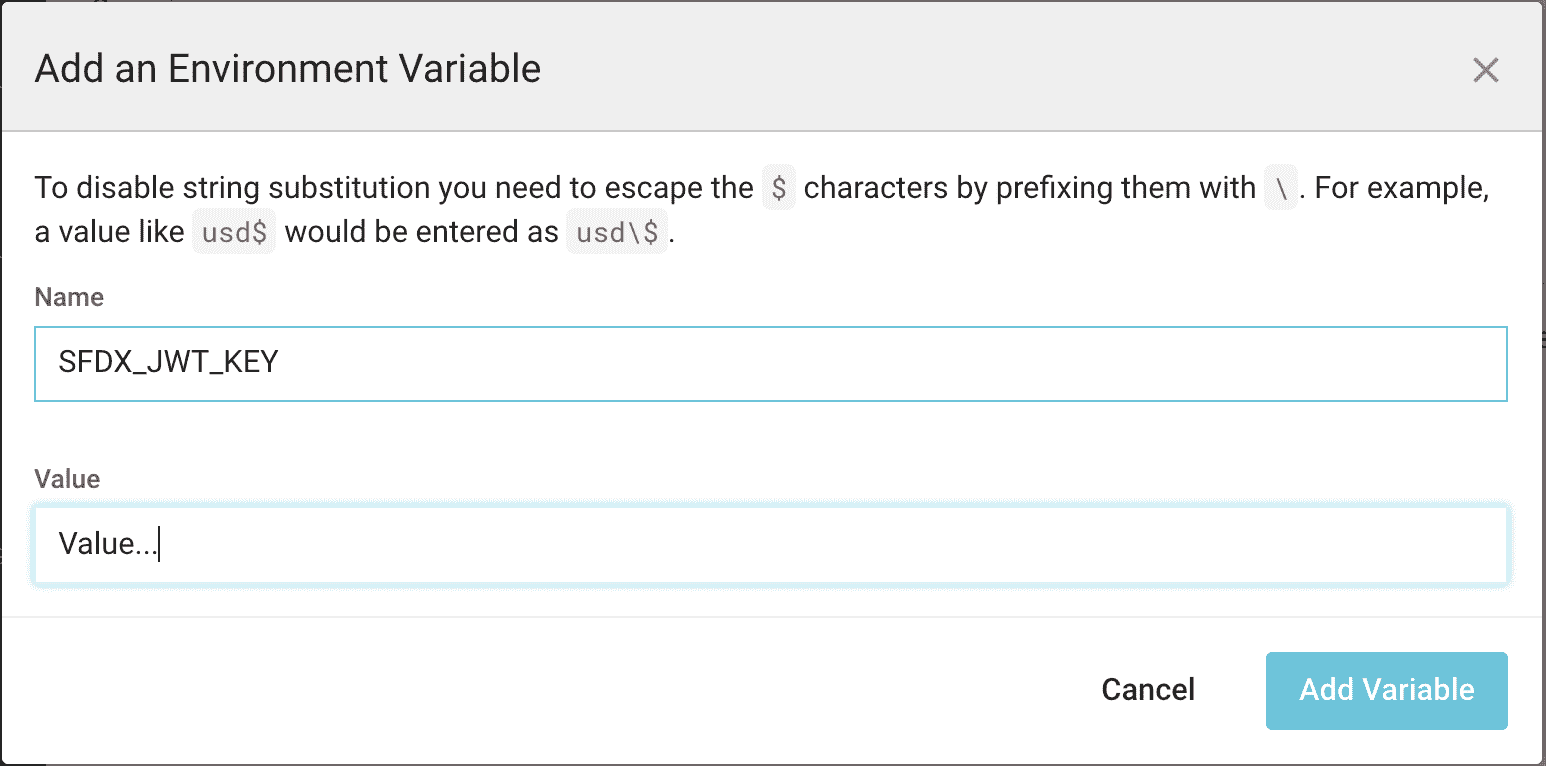 Add an Environment Variable
To disable string substitution you need to escape the $ characters by prefixing them with \. For example,
a value like usd$ would be entered as usd\$.
Name
SFDX_JWT_KEY
Value
Value...
Cancel
Add Variable